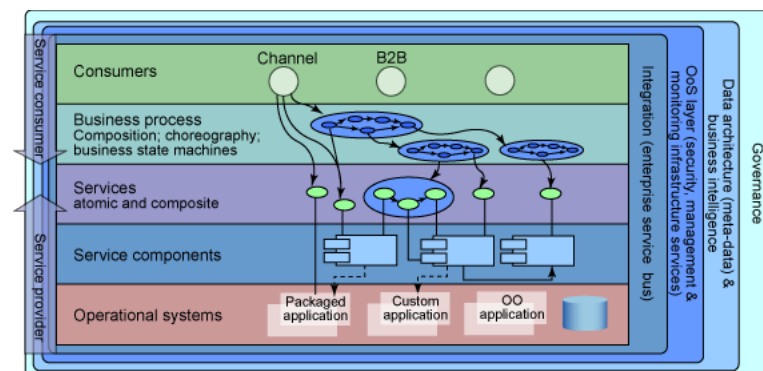 Service consumer
Service provider
Consumers
Channel
B2B
Business process
Composition; choreography;
business state machines
Services
atomic and composite
Service components
Operational systems
Packaged
application
Custom
application
OO
application
Integration (enterprise service bus)
QoS layer (security, management &
monitoring infrastructure services)
Data architecture (meta-data) &
business intelligence
Governance